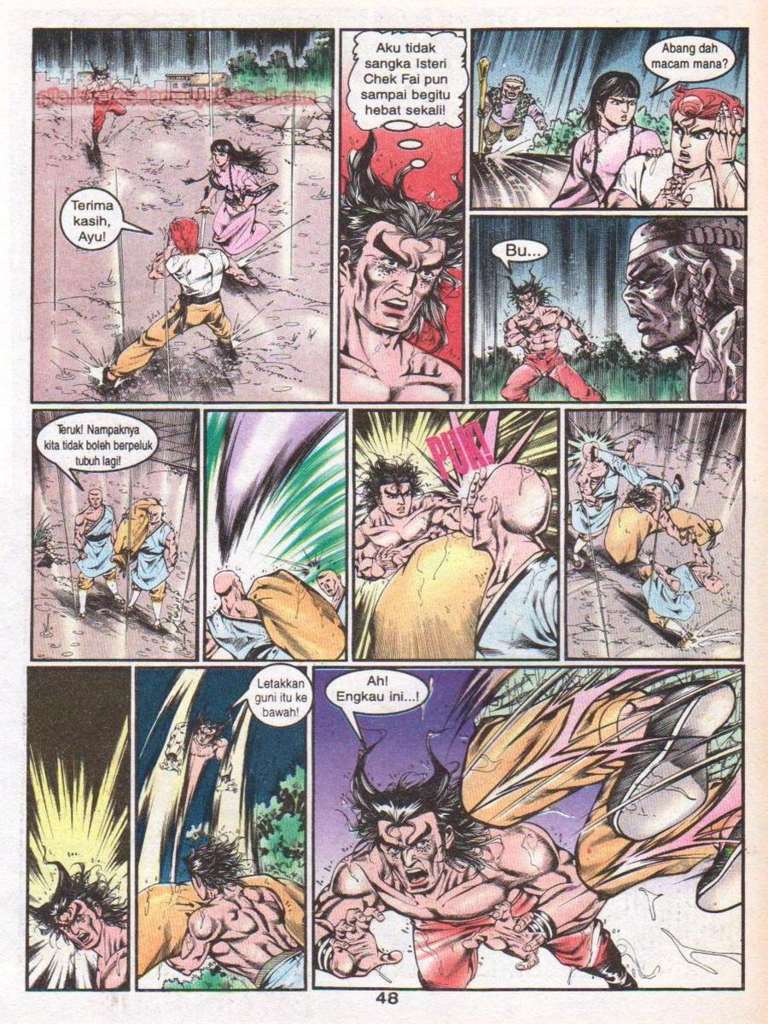 Terima
kasih,
Ayu!
Aku tidak
sangka Isteri
Chek Fai pun
sampai begitu
hebat sekali!
Abang dah
macam mana?
Bu...
Teruk! Nampaknya
kita tidak boleh berpeluk
tubuh lagi!
PUK!
Letakkan
guni itu ke
bawah!
Ah!
Engkau ini...!
48